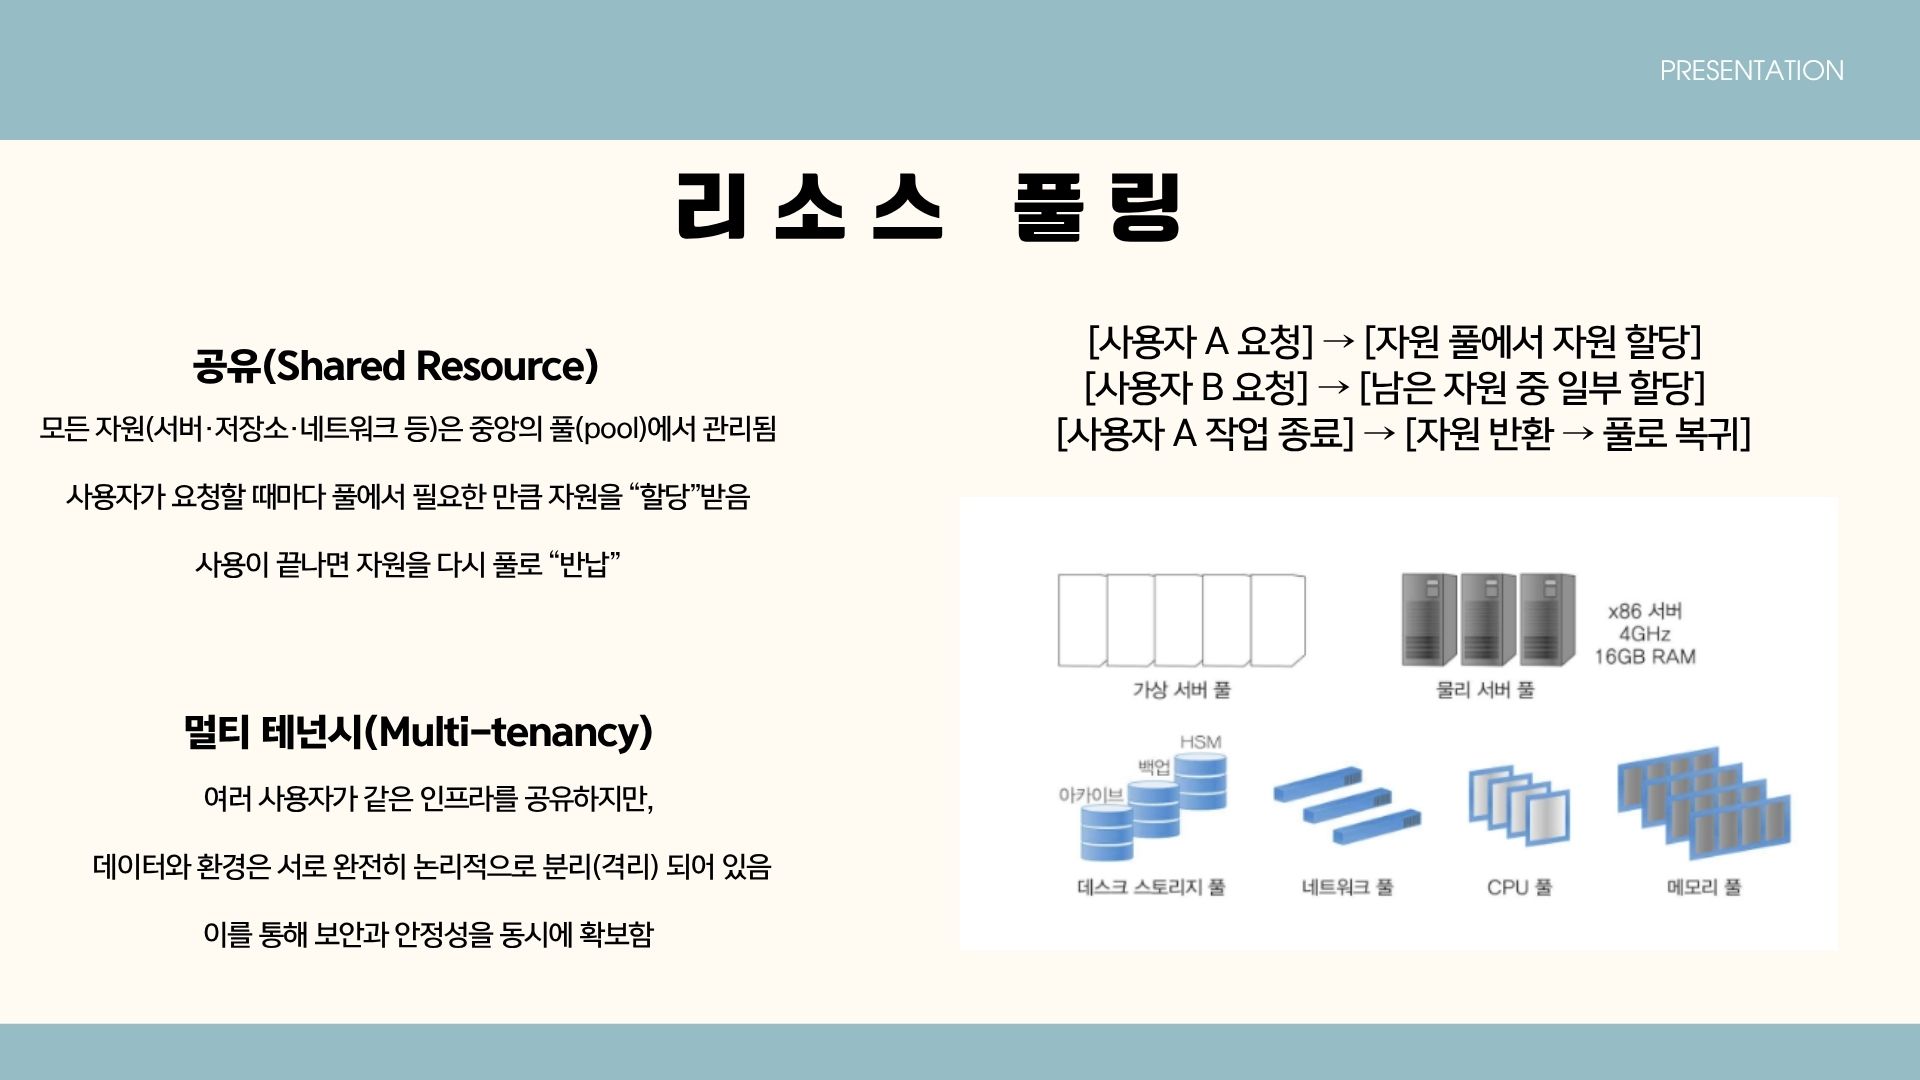 PRESENTATION
리소스 풀링
공유(Shared Resource)
모든 자원(서버·저장소·네트워크 등)은 중앙의 풀(pool)에서 관리됨
사용자가 요청할 때마다 풀에서 필요한 만큼 자원을 “할당”받음
사용이 끝나면 자원을 다시 풀로 “반납”
멀티 테넌시(Multi-tenancy)
여러 사용자가 같은 인프라를 공유하지만,
데이터와 환경은 서로 완전히 논리적으로 분리(격리) 되어 있음
이를 통해 보안과 안정성을 동시에 확보함
[사용자 A 요청] → [자원 풀에서 자원 할당]
[사용자 B 요청] → [남은 자원 중 일부 할당]
[사용자 A 작업 종료] → [자원 반환 → 풀로 복귀]
x86 서버
4GHz
16GB RAM
가상 서버 풀
물리 서버 풀
HSM
백업
아카이브
데스크 스토리지 풀
네트워크 풀
CPU 풀
메모리 풀